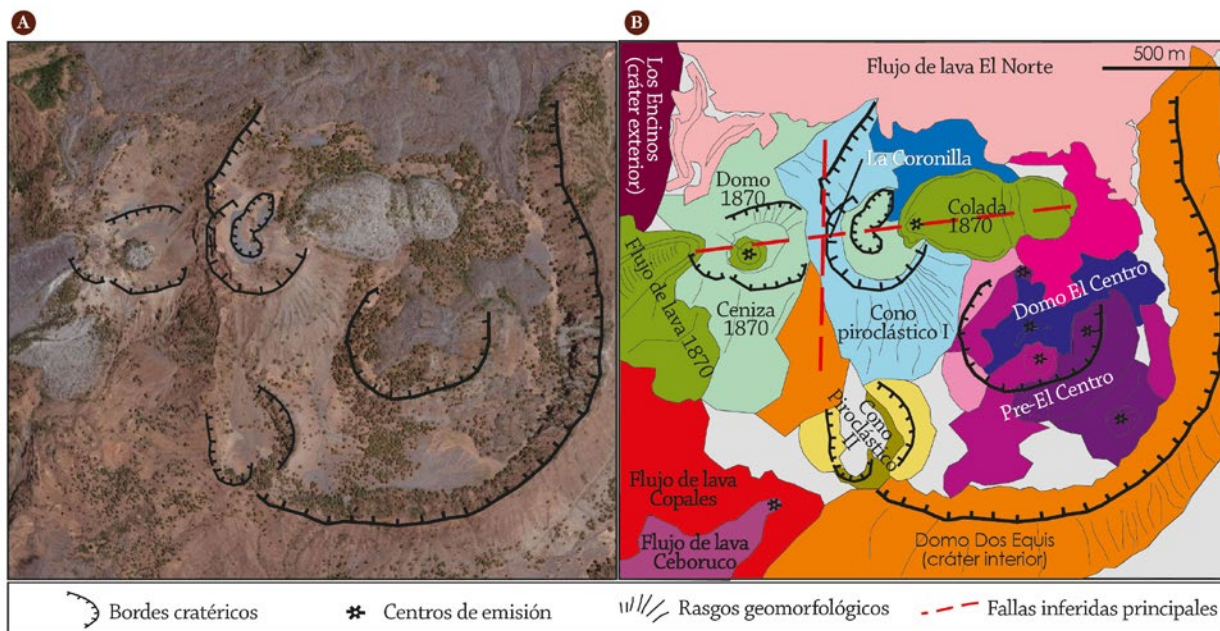 A
B
500 m
Flujo de lava El Norte
Los Encinos
(cráter exterior)
La Coronilla
Domo
1870
Colada
1870
Flujo de lava 1870
Ceniza
1870
Cono
piroclástico I
Domo El Centro
Pre-El Centro
Cono
Piroclástico
II
Flujo de lava
Copales
Flujo de lava
Ceboruco
Domo Dos Equis
(cráter interior)
Bordes cratéricos
Centros de emisión
Rasgos geomorfológicos
Fallas inferidas principales